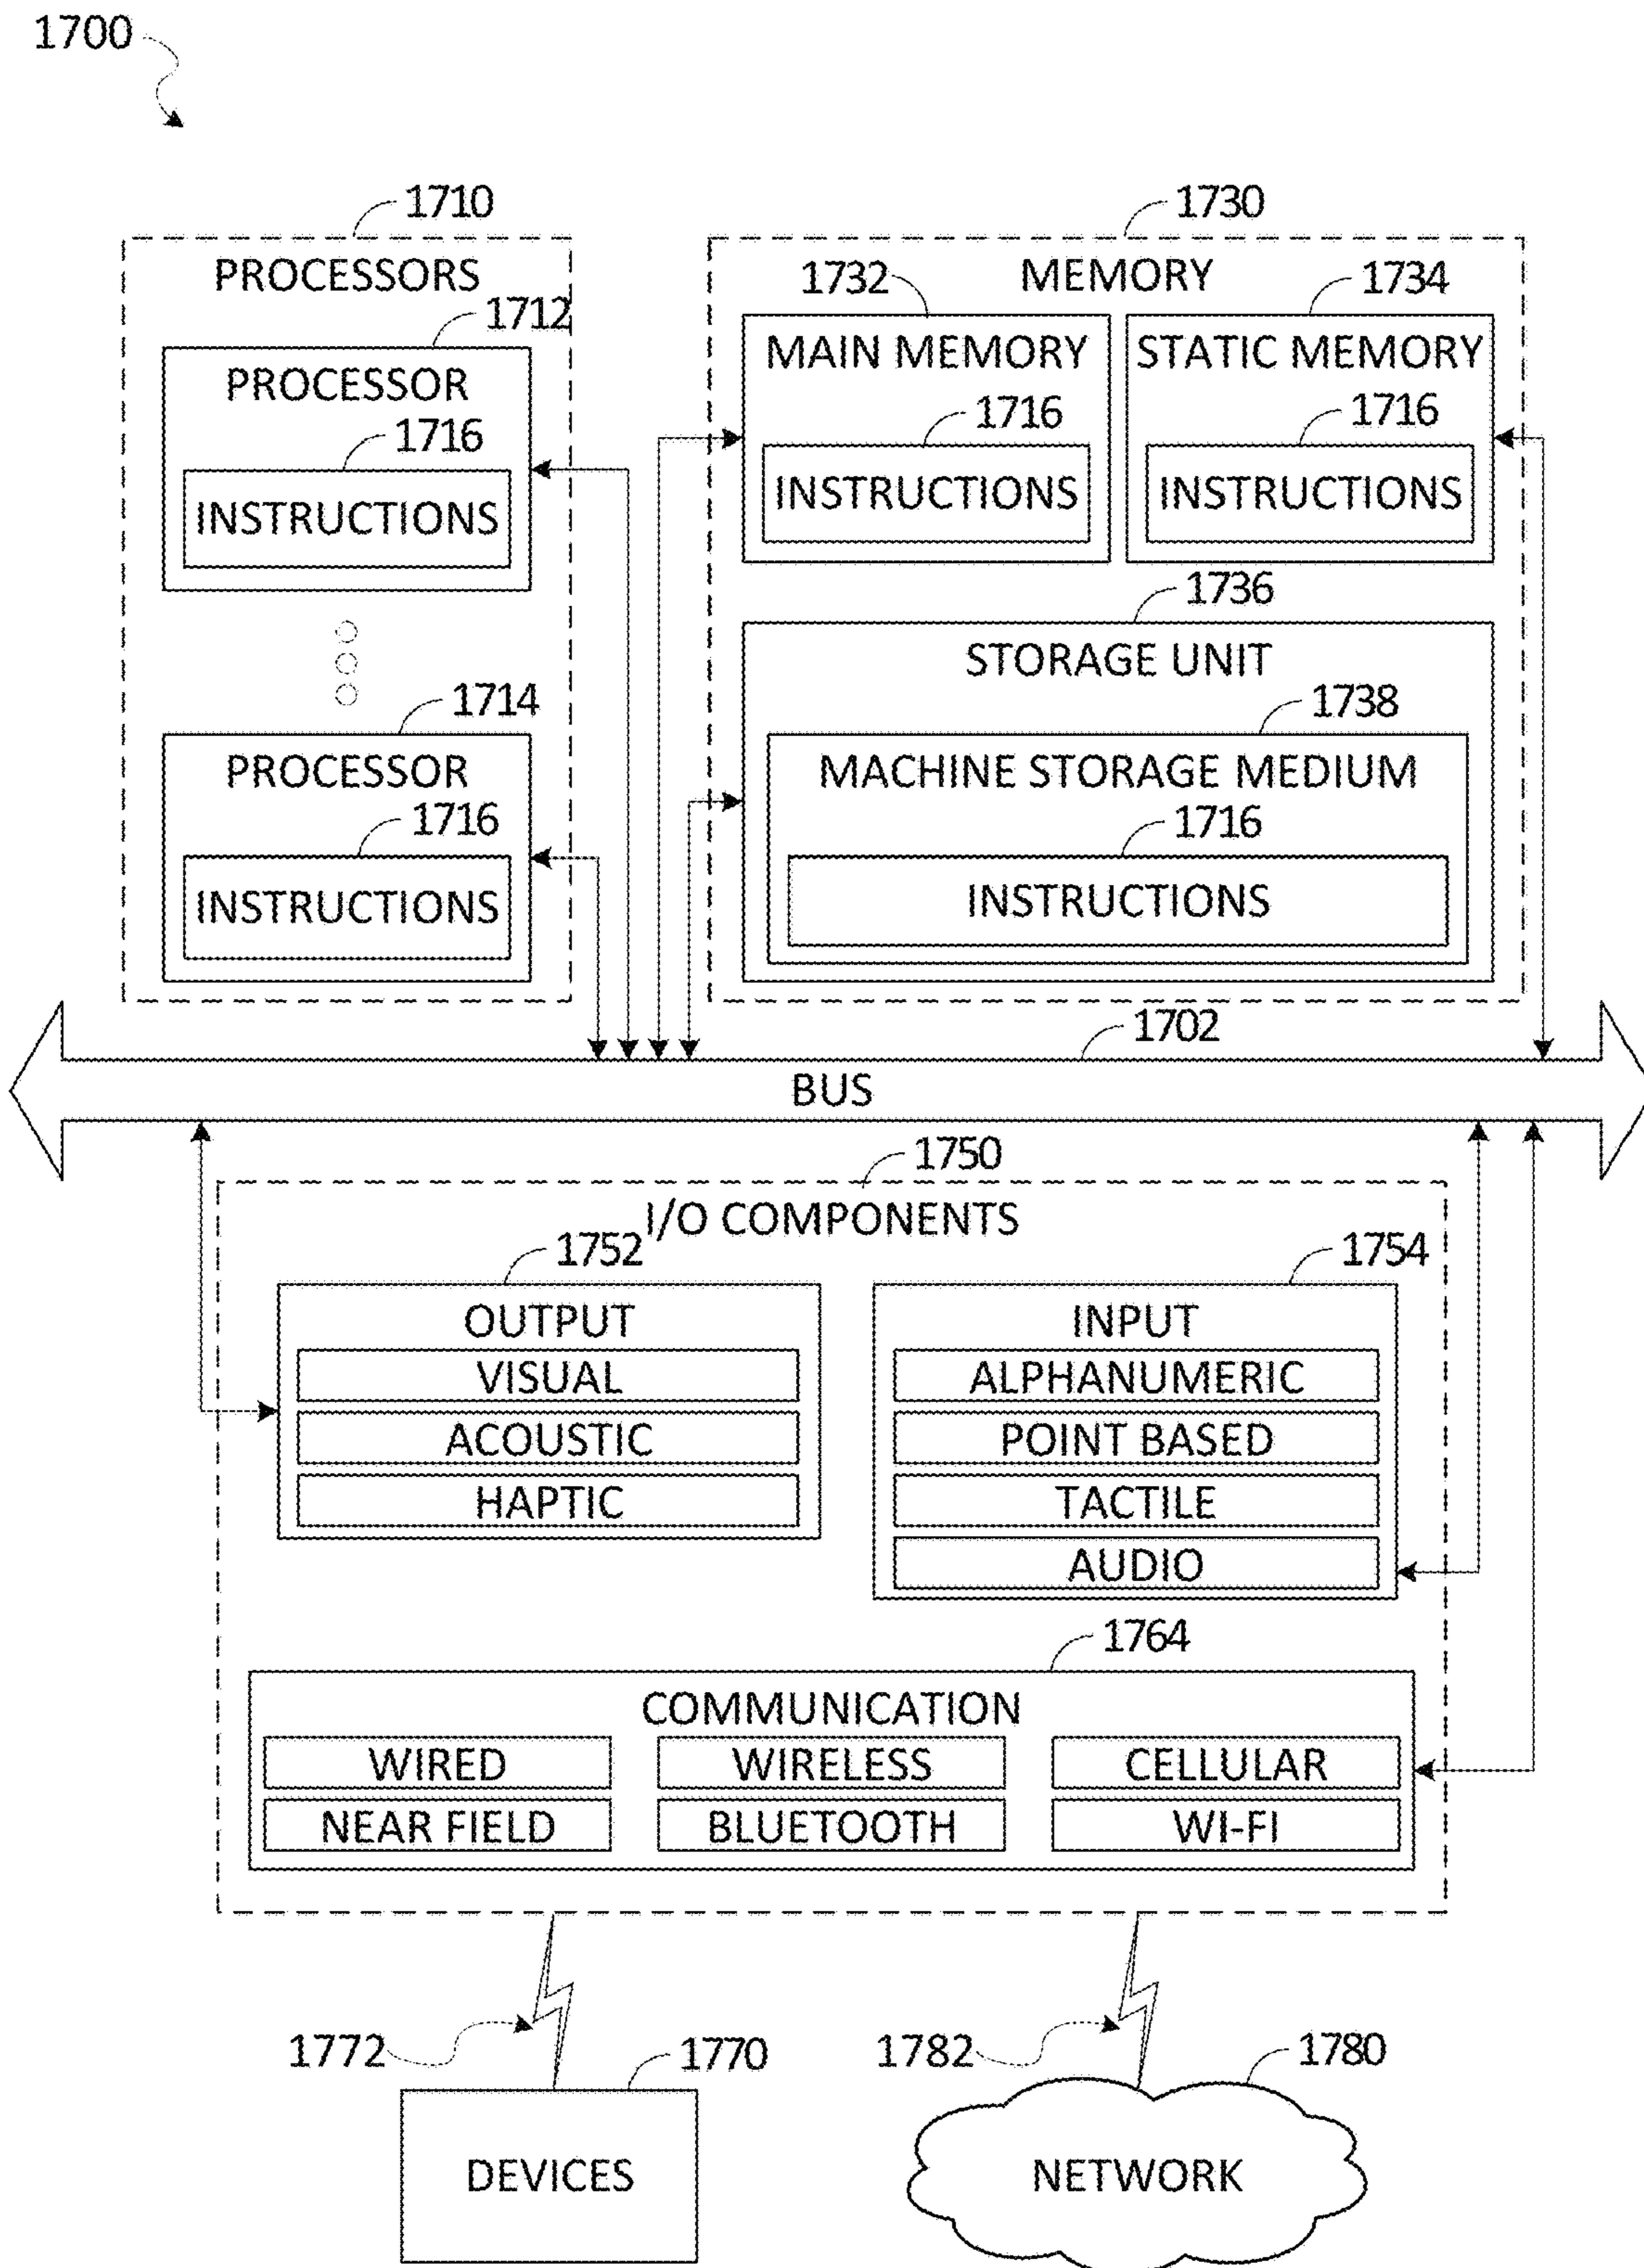 1700
1710
PROCESSORS
1712
PROCESSOR
1716
INSTRUCTIONS
1714
PROCESSOR
1716
INSTRUCTIONS
1730
MEMORY
1732
MAIN MEMORY
1716
INSTRUCTIONS
1734
STATIC MEMORY
1716
INSTRUCTIONS
1736
STORAGE UNIT
1738
MACHINE STORAGE MEDIUM
1716
INSTRUCTIONS
1702
BUS
1750
I/O COMPONENTS
1752
OUTPUT
VISUAL
ACOUSTIC
HAPTIC
1754
INPUT
ALPHANUMERIC
POINT BASED
TACTILE
AUDIO
1764
COMMUNICATION
WIRED
WIRELESS
CELLULAR
NEAR FIELD
BLUETOOTH
WI-FI
1772
1770
DEVICES
1782
1780
NETWORK